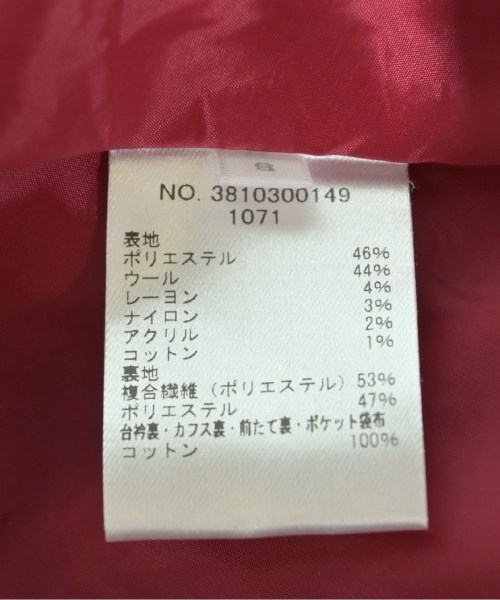 NO. 3810300149
1071
表地
ポリエステル 46%
ウール 44%
レーヨン 4%
ナイロン 3%
アクリル 2%
コットン 1%
裏地
複合繊維(ポリエステル) 53%
ポリエステル 47%
台衿裏・カフス裏・前たて裏・ポケット袋布
コットン 100%